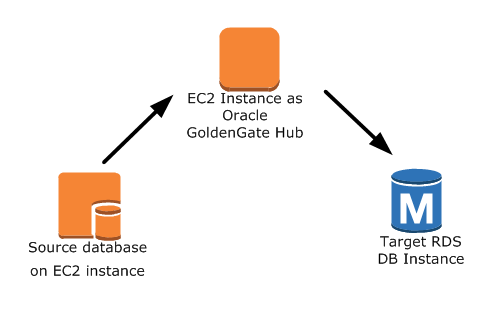 EC2 Instance as
Oracle
GoldenGate Hub
M
Source database
on EC2 instance
Target RDS
DB Instance